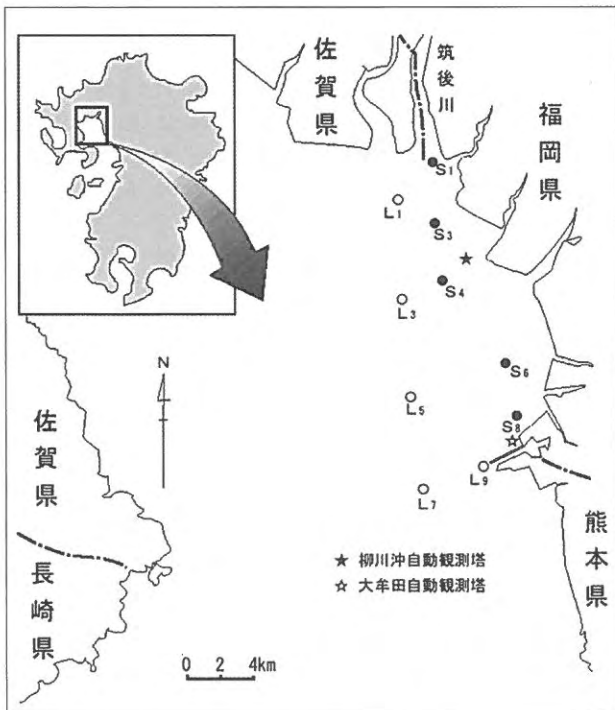 佐賀県
筑後川
福岡県
S1
L1
S3
S4
L3
S6
L5
S8
L9
L7
N
佐賀県
長崎県
熊本県
★ 柳川沖自動観測塔
☆ 大牟田自動観測塔
0 2 4km